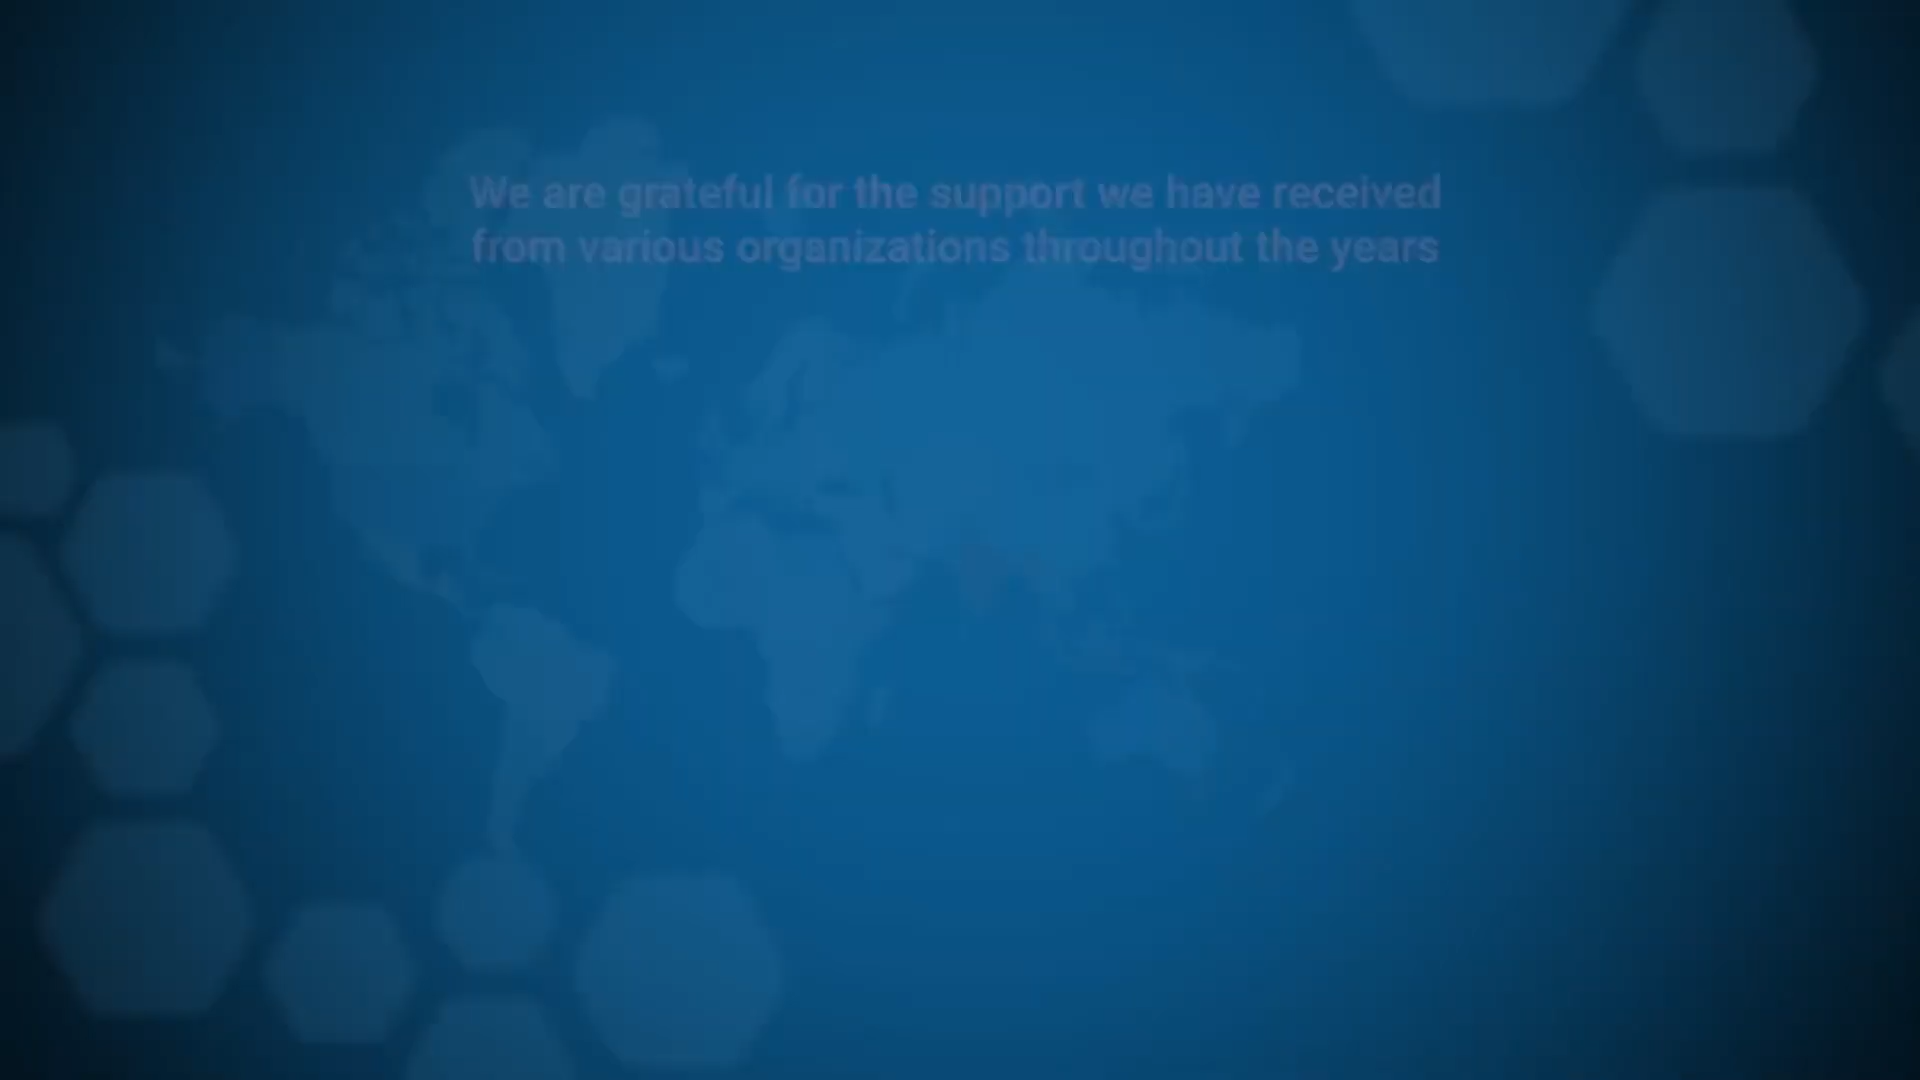 We are grateful for the support we have received
from various organizations throughout the years